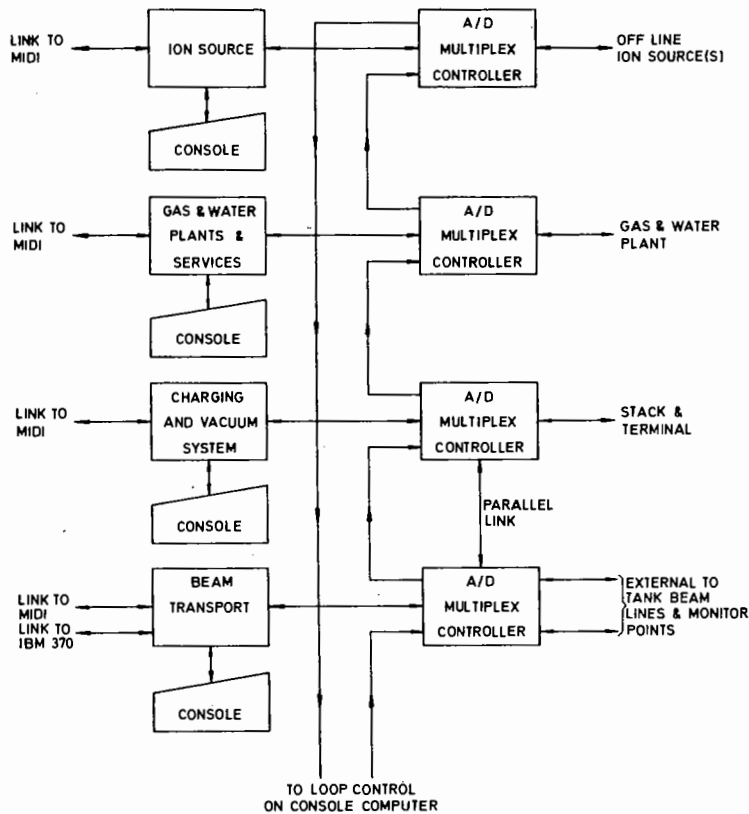 LINK TO
MIDI
ION SOURCE
A/D
MULTIPLEX
CONTROLLER
OFF LINE
ION SOURCE(S)
CONSOLE
LINK TO
MIDI
GAS & WATER
PLANTS &
SERVICES
A/D
MULTIPLEX
CONTROLLER
GAS & WATER
PLANT
CONSOLE
LINK TO
MIDI
CHARGING
AND VACUUM
SYSTEM
A/D
MULTIPLEX
CONTROLLER
STACK &
TERMINAL
CONSOLE
PARALLEL
LINK
LINK TO
MIDI
LINK TO
IBM 370
BEAM
TRANSPORT
A/D
MULTIPLEX
CONTROLLER
EXTERNAL TO
TANK BEAM
LINES & MONITOR
POINTS
CONSOLE
TO LOOP CONTROL
ON CONSOLE COMPUTER